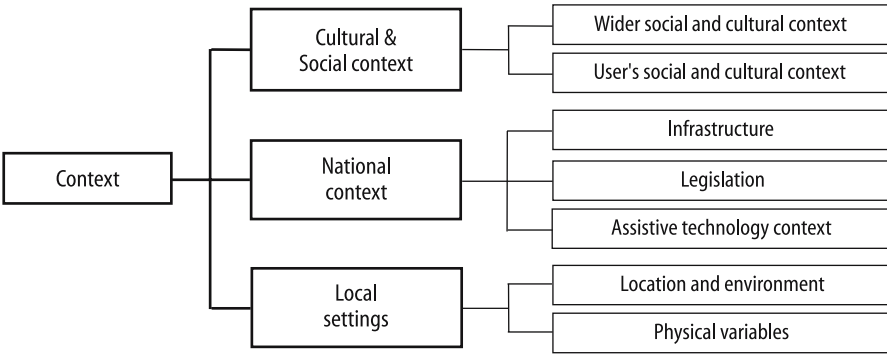 Context
Cultural &
Social context
Wider social and cultural context
User's social and cultural context
National
context
Infrastructure
Legislation
Assistive technology context
Local
settings
Location and environment
Physical variables